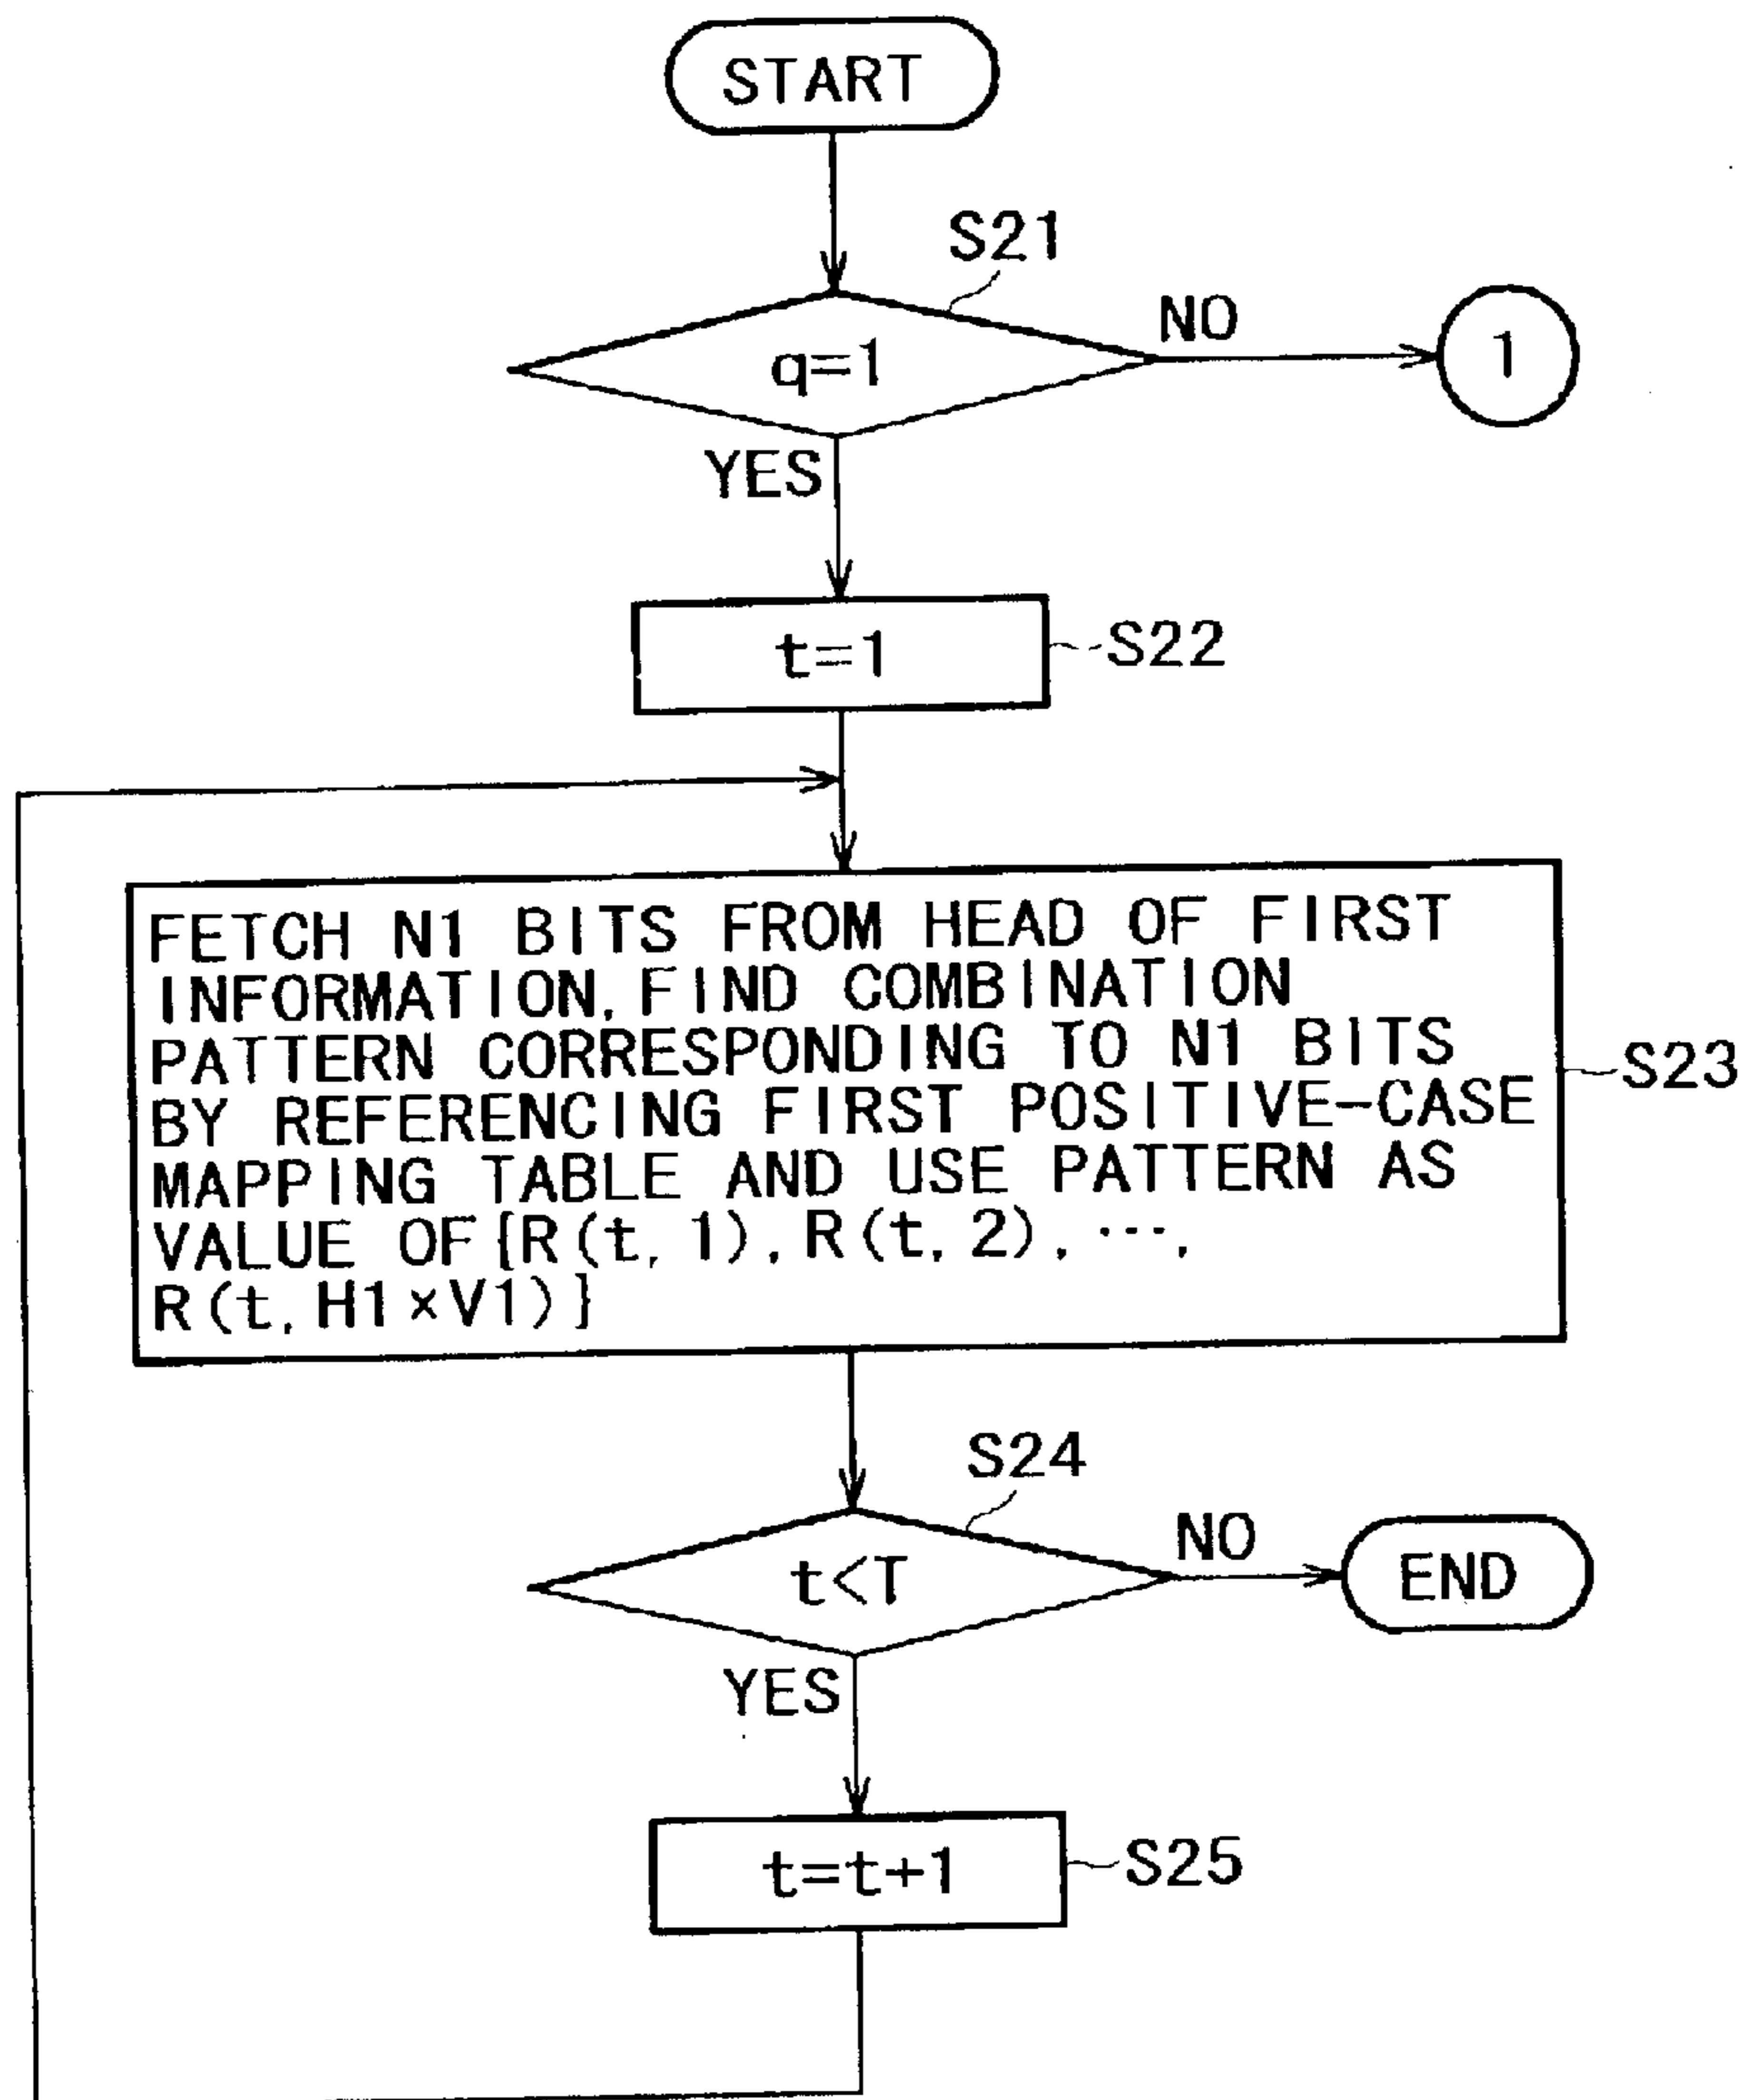 START
S21
q=1
NO
1
YES
t=1
S22
FETCH N1 BITS FROM HEAD OF FIRST
INFORMATION, FIND COMBINATION
PATTERN CORRESPONDING TO N1 BITS
BY REFERENCING FIRST POSITIVE-CASE
MAPPING TABLE AND USE PATTERN AS
VALUE OF {R(t, 1), R(t, 2), ···,
R(t, H1×V1)}
S23
S24
t<T
NO
END
YES
t=t+1
S25